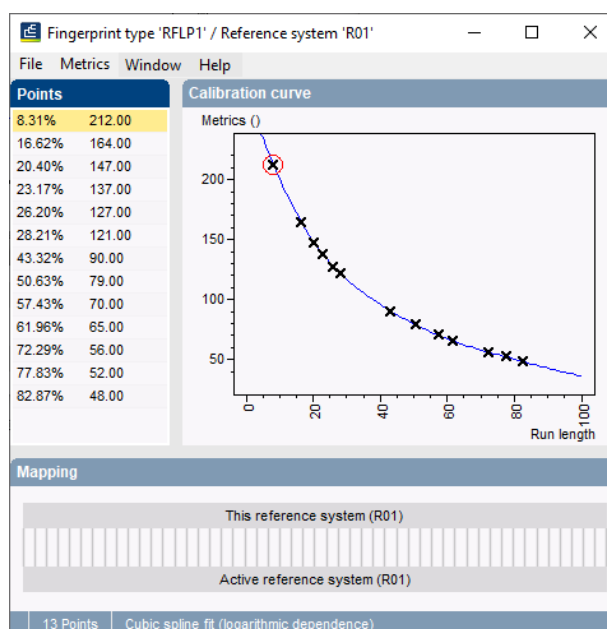 Fingerprint type 'RFLP1' / Reference system 'R01'
File Metrics Window Help
Points
8.31% 212.00
16.62% 164.00
20.40% 147.00
23.17% 137.00
26.20% 127.00
28.21% 121.00
43.32% 90.00
50.63% 79.00
57.43% 70.00
61.96% 65.00
72.29% 56.00
77.83% 52.00
82.87% 48.00
Calibration curve
Metrics ()
200
150
100
50
0 20 40 60 80 100
Run length
Mapping
This reference system (R01)
Active reference system (R01)
13 Points Cubic spline fit (logarithmic dependence)